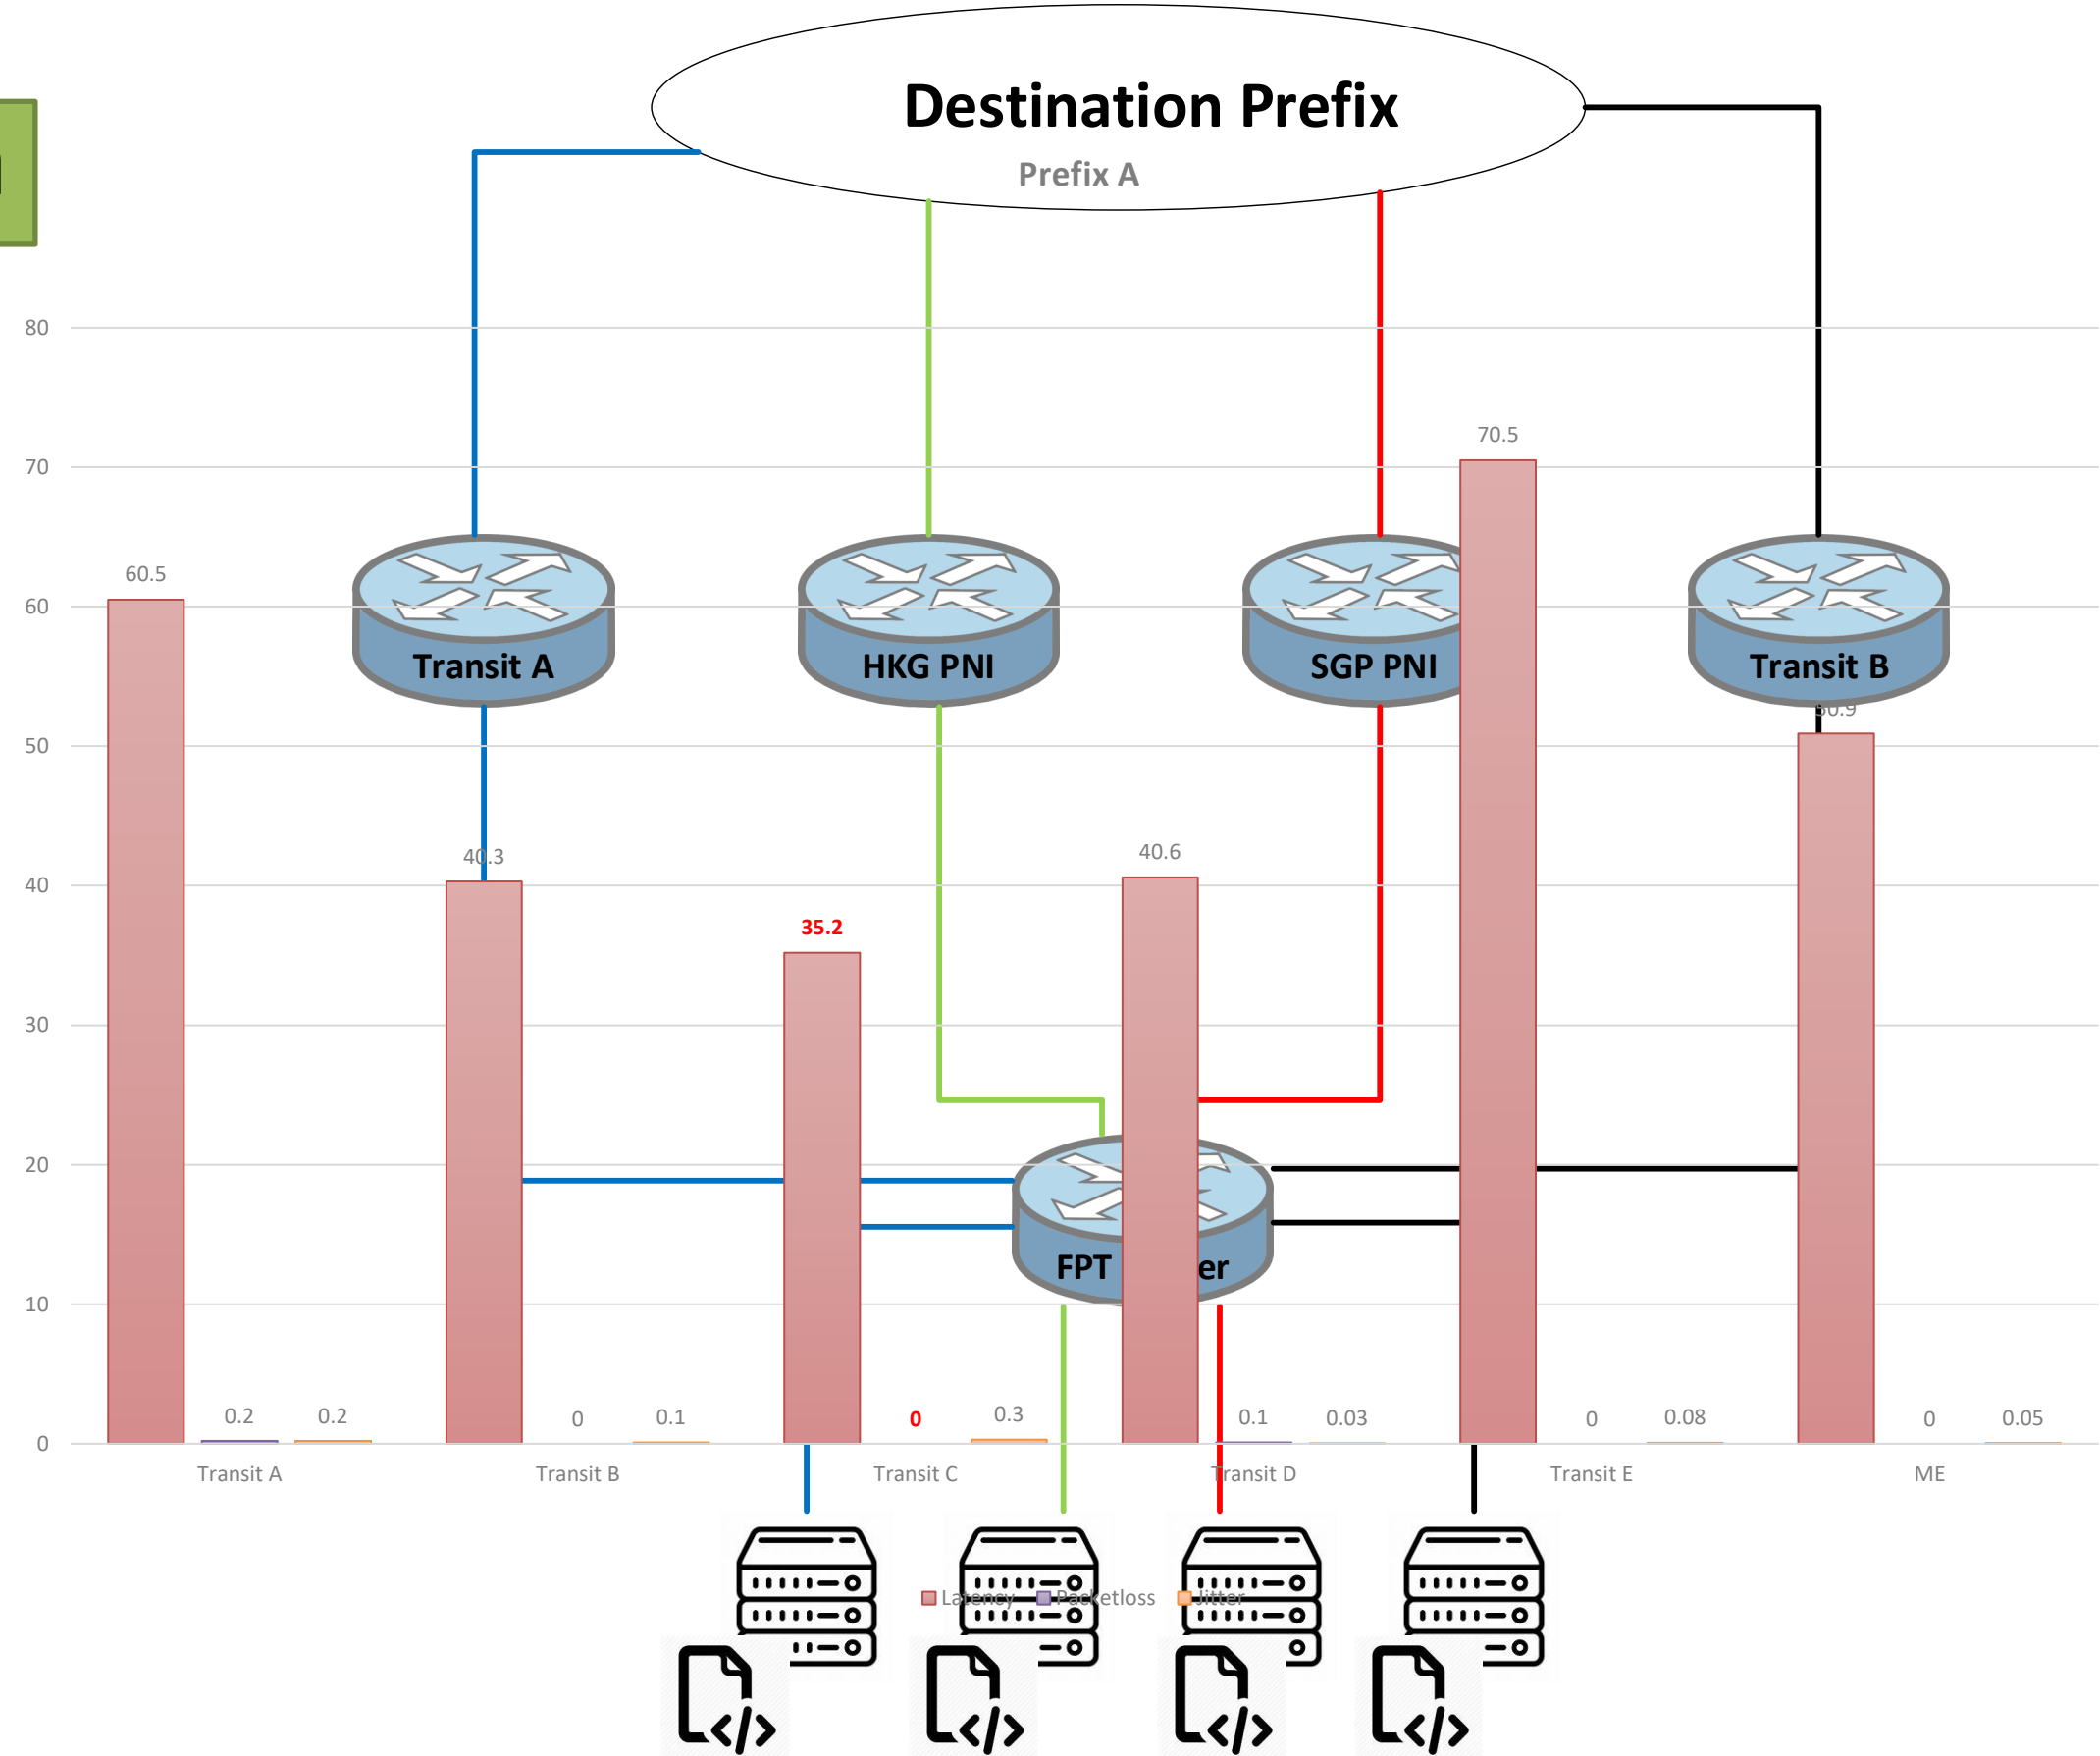 Destination Prefix
Prefix A
80
70.5
70
60.5
60
Transit A
HKG PNI
SGP PNI
Transit B
50
40.3
40.6
40
35.2
30
20
FPT
er
10
0.2
0.2
0
0.1
0
0.3
0.1
0.03
0
0.08
0
0.05
0
Transit A
Transit B
Transit C
Transit D
Transit E
ME
Latency
Packetloss
Jitter